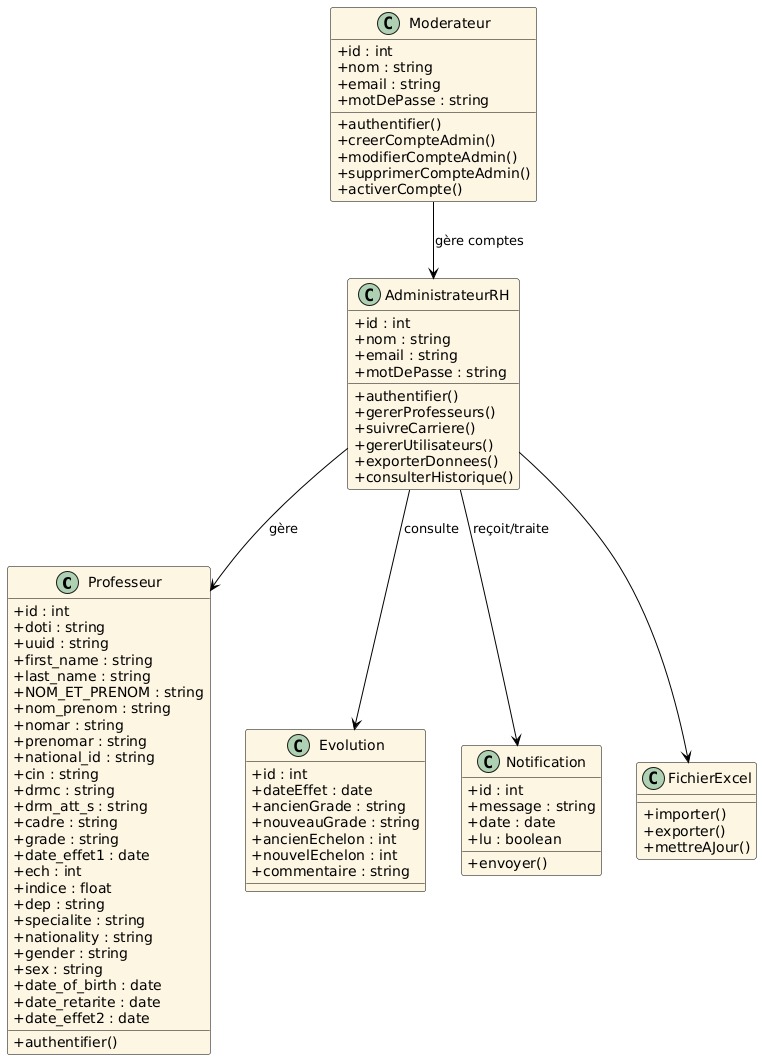 C Moderateur
+id : int
+nom : string
+email : string
+motDePasse : string
+authentifier()
+creerCompteAdmin()
+modifierCompteAdmin()
+supprimerCompteAdmin()
+activerCompte()
gère comptes
C AdministrateurRH
+id : int
+nom : string
+email : string
+motDePasse : string
+authentifier()
+gererProfesseurs()
+suivreCarriere()
+gererUtilisateurs()
+exporterDonnees()
+consulterHistorique()
gère
consulte
reçoit/traite
C Professeur
+id : int
+doti : string
+uuid : string
+first_name : string
+last_name : string
+NOM_ET_PRENOM : string
+nom_prenom : string
+nomar : string
+prenomar : string
+national_id : string
+cin : string
+drmc : string
+drm_att_s : string
+cadre : string
+grade : string
+date_effet1 : date
+ech : int
+indice : float
+dep : string
+specialite : string
+nationality : string
+gender : string
+sex : string
+date_of_birth : date
+date_retarite : date
+date_effet2 : date
+authentifier()
C Evolution
+id : int
+dateEffet : date
+ancienGrade : string
+nouveauGrade : string
+ancienEchelon : int
+nouvelEchelon : int
+commentaire : string
C Notification
+id : int
+message : string
+date : date
+lu : boolean
+envoyer()
C FichierExcel
+importer()
+exporter()
+mettreAJour()